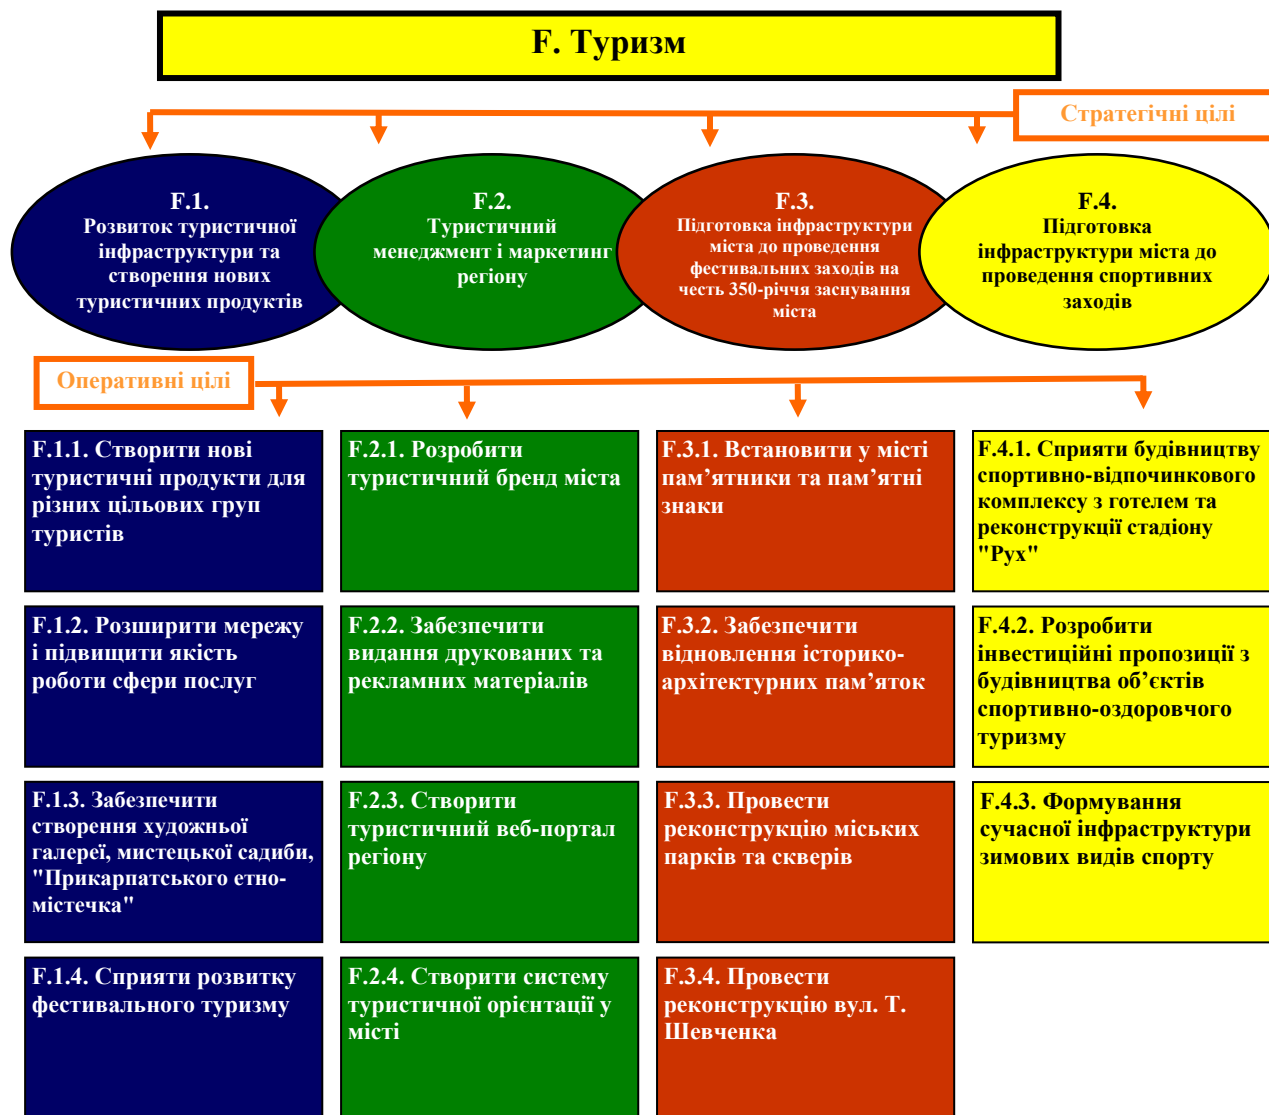 F. Туризм
Стратегічні цілі
F.1.
Розвиток туристичної
інфраструктури та
створення нових
туристичних продуктів
F.2.
Туристичний
менеджмент і маркетинг
регіону
F.3.
Підготовка інфраструктури
міста до проведення
фестивальних заходів на
честь 350-річчя заснування
міста
F.4.
Підготовка
інфраструктури міста до
проведення спортивних
заходів
Оперативні цілі
F.1.1. Створити нові
туристичні продукти для
різних цільових груп
туристів
F.2.1. Розробити
туристичний бренд міста
F.3.1. Встановити у місті
пам’ятники та пам’ятні
знаки
F.4.1. Сприяти будівництву
спортивно-відпочинкового
комплексу з готелем та
реконструкції стадіону
"Рух"
F.1.2. Розширити мережу
і підвищити якість
роботи сфери послуг
F.2.2. Забезпечити
видання друкованих та
рекламних матеріалів
F.3.2. Забезпечити
відновлення історико-
архітектурних пам’яток
F.4.2. Розробити
інвестиційні пропозиції з
будівництва об’єктів
спортивно-оздоровчого
туризму
F.1.3. Забезпечити
створення художньої
галереї, мистецької садиби,
"Прикарпатського етно-
містечка"
F.2.3. Створити
туристичний веб-портал
регіону
F.3.3. Провести
реконструкцію міських
парків та скверів
F.4.3. Формування
сучасної інфраструктури
зимових видів спорту
F.1.4. Сприяти розвитку
фестивального туризму
F.2.4. Створити систему
туристичної орієнтації у
місті
F.3.4. Провести
реконструкцію вул. Т.
Шевченка